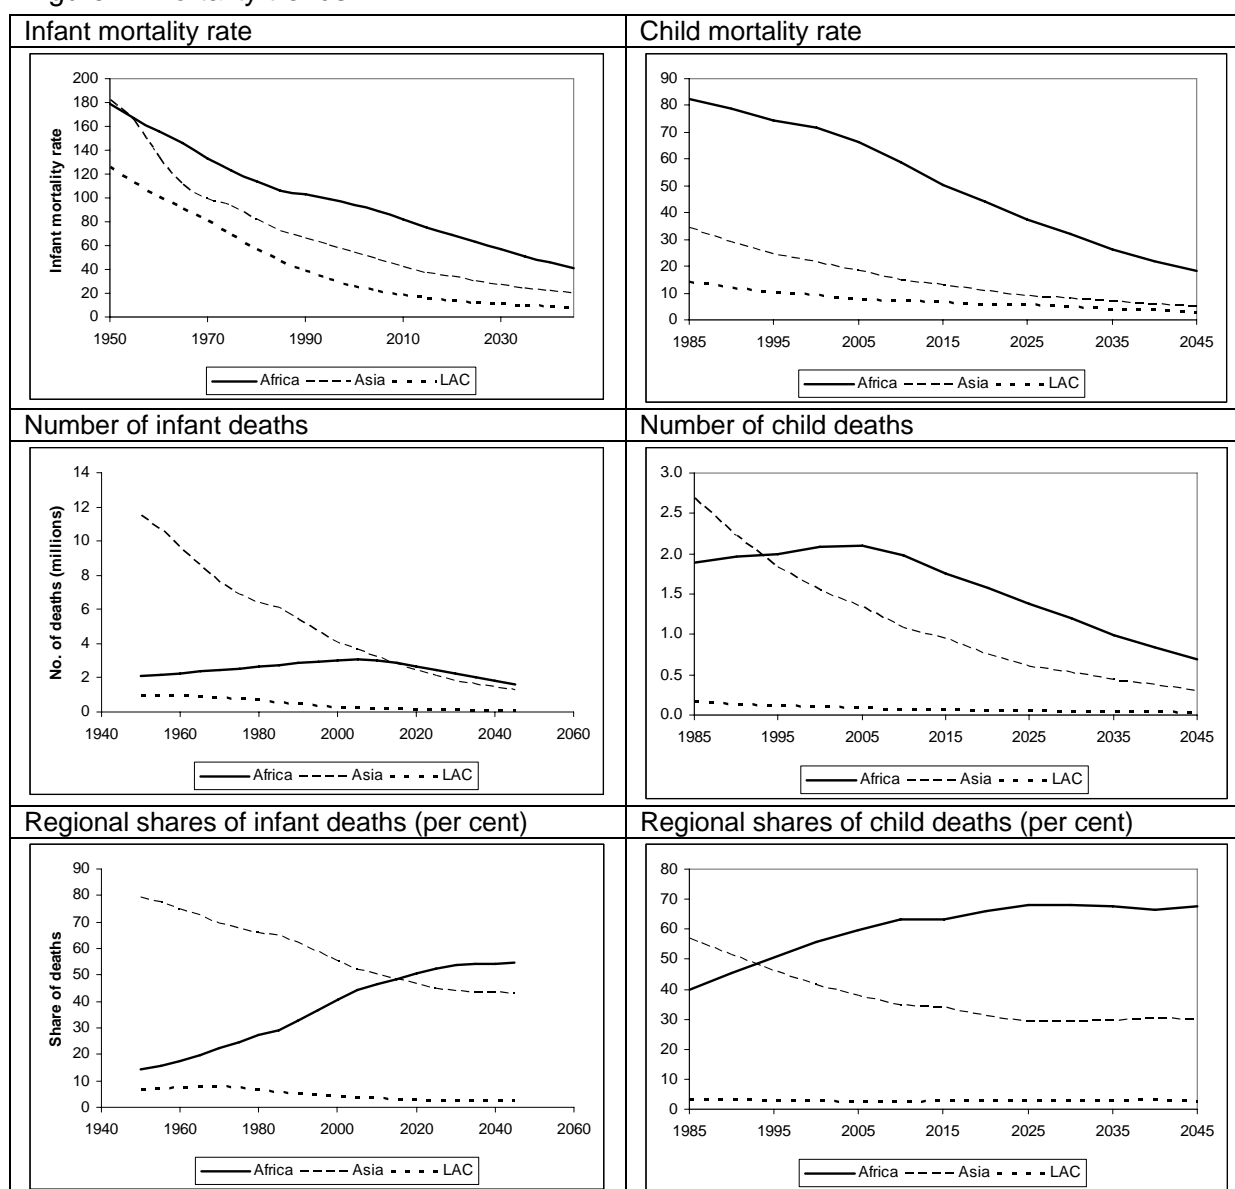 Infant mortality rate
Child mortality rate
Infant mortality rate
200
180
160
140
120
100
80
60
40
20
0
1950 1970 1990 2010 2030
Africa Asia LAC
90
80
70
60
50
40
30
20
10
0
1985 1995 2005 2015 2025 2035 2045
Africa Asia LAC
Number of infant deaths
Number of child deaths
No. of deaths (millions)
14
12
10
8
6
4
2
0
1940 1960 1980 2000 2020 2040 2060
Africa Asia LAC
3.0
2.5
2.0
1.5
1.0
0.5
0.0
1985 1995 2005 2015 2025 2035 2045
Africa Asia LAC
Regional shares of infant deaths (per cent)
Regional shares of child deaths (per cent)
Share of deaths
90
80
70
60
50
40
30
20
10
0
1940 1960 1980 2000 2020 2040 2060
Africa Asia LAC
80
70
60
50
40
30
20
10
0
1985 1995 2005 2015 2025 2035 2045
Africa Asia LAC